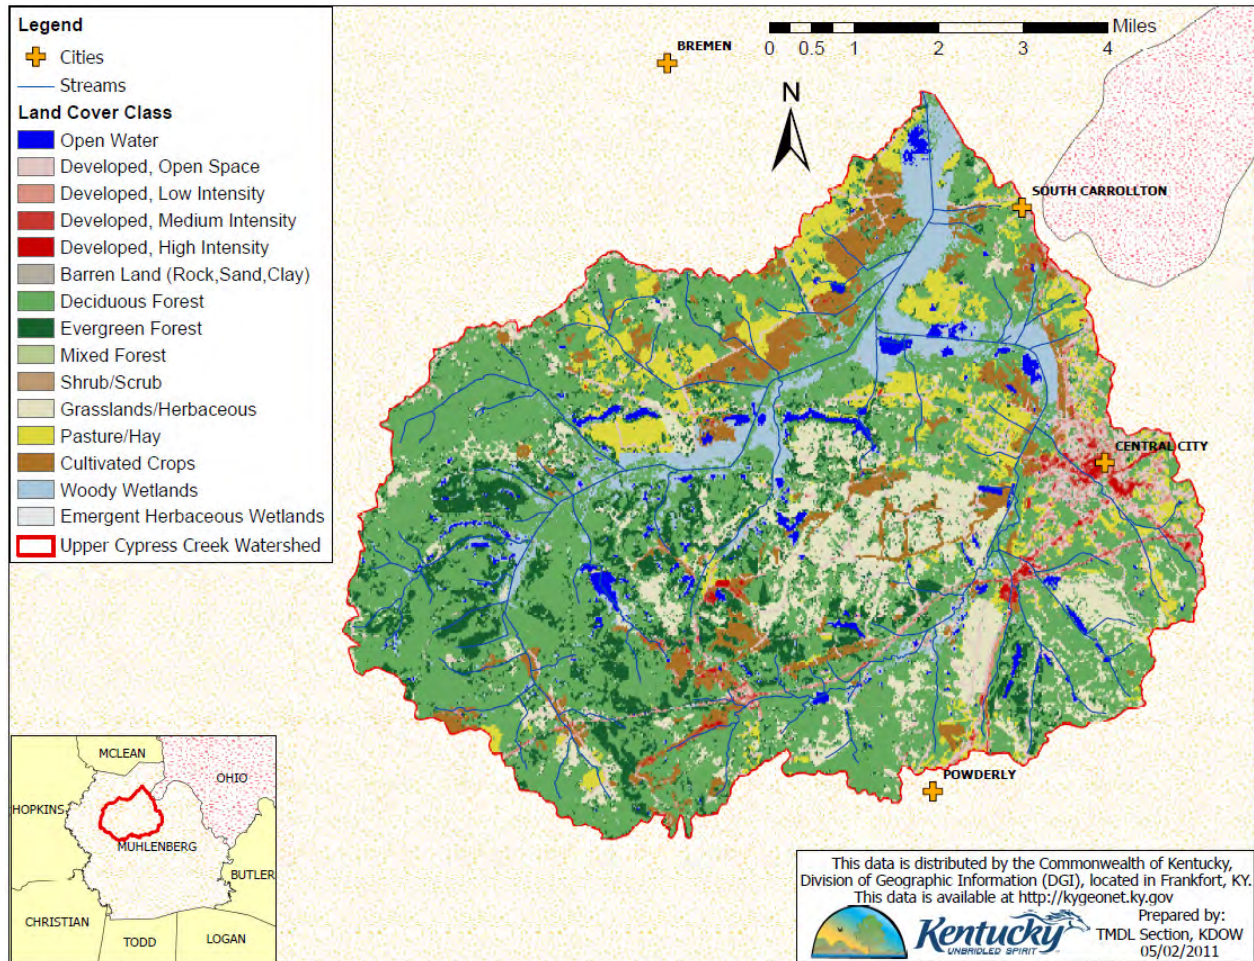 Legend
Cities
Streams
Land Cover Class
Open Water
Developed, Open Space
Developed, Low Intensity
Developed, Medium Intensity
Developed, High Intensity
Barren Land (Rock,Sand,Clay)
Deciduous Forest
Evergreen Forest
Mixed Forest
Shrub/Scrub
Grasslands/Herbaceous
Pasture/Hay
Cultivated Crops
Woody Wetlands
Emergent Herbaceous Wetlands
Upper Cypress Creek Watershed
BREMEN
Miles
0 0.5 1 2 3 4
N
SOUTH CARROLLTON
CENTRAL CITY
POWDERLY
MCLEAN
OHIO
HOPKINS
MUHLENBERG
BUTLER
CHRISTIAN
TODD
LOGAN
This data is distributed by the Commonwealth of Kentucky,
Division of Geographic Information (DGI), located in Frankfort, KY.
This data is available at http://kygeonet.ky.gov
Kentucky
UNBRIDLED SPIRIT
Prepared by:
TMDL Section, KDOW
05/02/2011